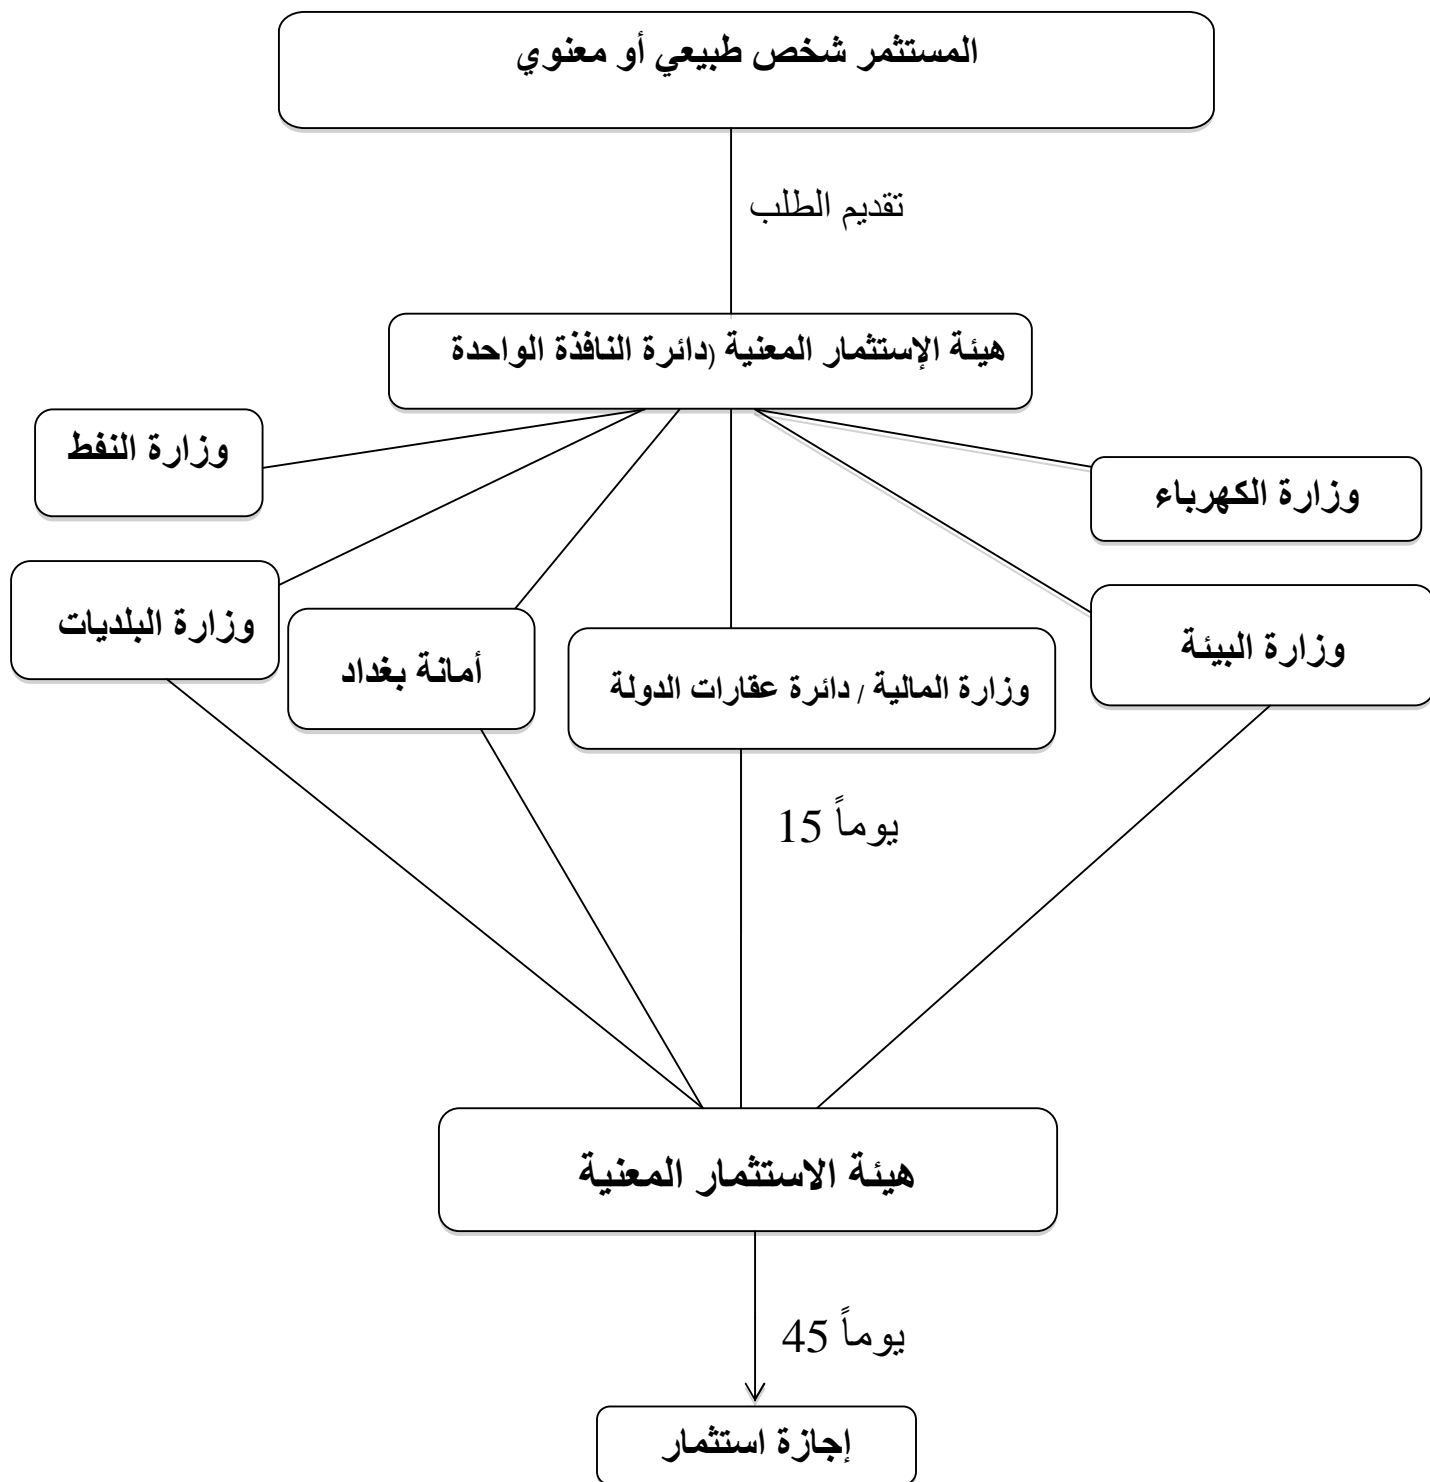 المستثمر شخص طبيعي أو معنوي
تقديم الطلب
هيئة الإستثمار المعنية (دائرة النافذة الواحدة
وزارة النفط
وزارة الكهرباء
وزارة البلديات
أمانة بغداد
وزارة المالية / دائرة عقارات الدولة
وزارة البيئة
15 يوماً
هيئة الاستثمار المعنية
45 يوماً
إجازة استثمار